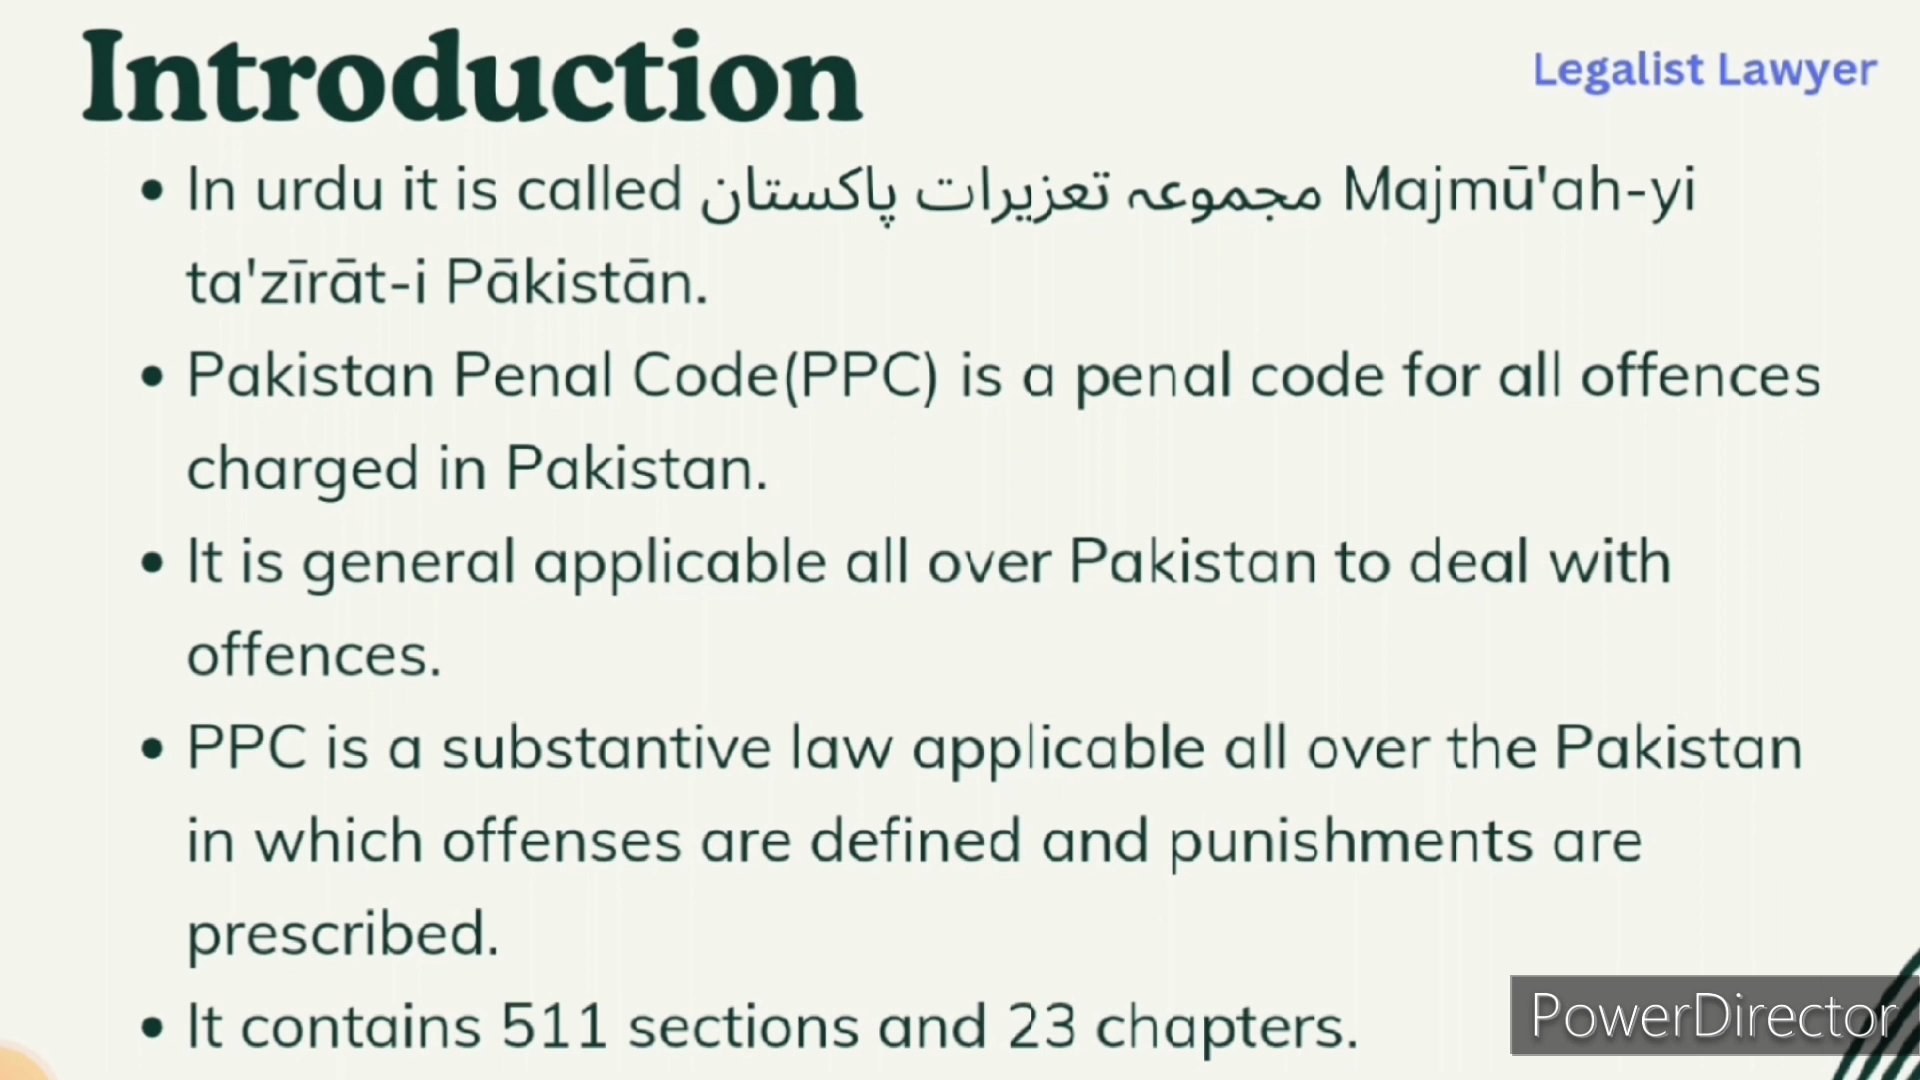 Introduction
Legalist Lawyer
• In urdu it is called مجموعہ تعزیرات پاکستان Majmū'ah-yi
ta'zīrāt-i Pākistān.
• Pakistan Penal Code(PPC) is a penal code for all offences
charged in Pakistan.
• It is general applicable all over Pakistan to deal with
offences.
• PPC is a substantive law applicable all over the Pakistan
in which offenses are defined and punishments are
prescribed.
• It contains 511 sections and 23 chapters.
PowerDirector